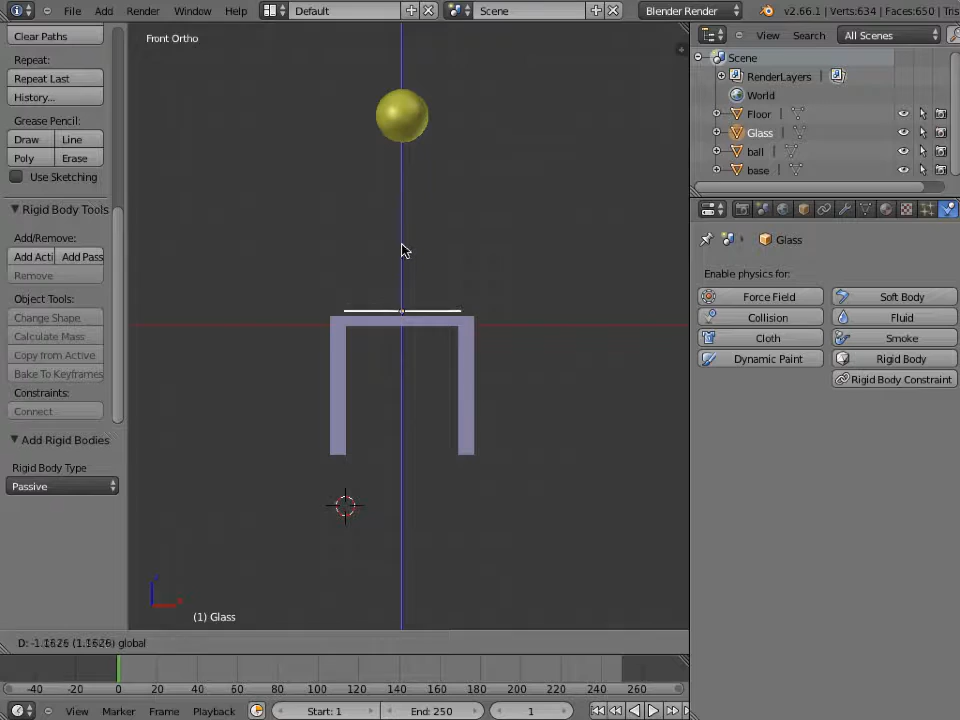 File Add Render Window Help Default Scene Blender Render v2.66.1 | Verts:634 | Faces:650 | Tris
Clear Paths
Repeat:
Repeat Last
History...
Grease Pencil:
Draw Line
Poly Erase
Use Sketching
Rigid Body Tools
Add/Remove:
Add Acti Add Pass
Remove
Object Tools:
Change Shape
Calculate Mass
Copy from Active
Bake To Keyframes
Constraints:
Connect
Add Rigid Bodies
Rigid Body Type
Passive
Front Ortho
(1) Glass
View Search All Scenes
Scene
RenderLayers |
World
Floor |
Glass |
ball |
base |
Glass
Enable physics for:
Force Field Soft Body
Collision Fluid
Cloth Smoke
Dynamic Paint Rigid Body
Rigid Body Constraint
D: -1.1626 (1.1626) global
-40 -20 0 20 40 60 80 100 120 140 160 180 200 220 240 260
View Marker Frame Playback Start: 1 End: 250 1